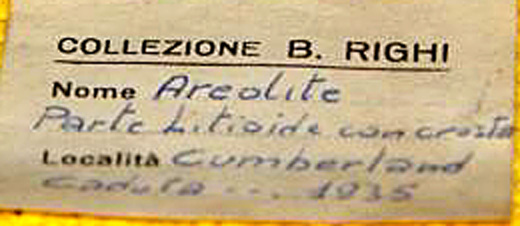 COLLEZIONE B. RIGHI
Nome Areolite
Parte Litioide con crosta
Località Cumberland
caduta ... 1935